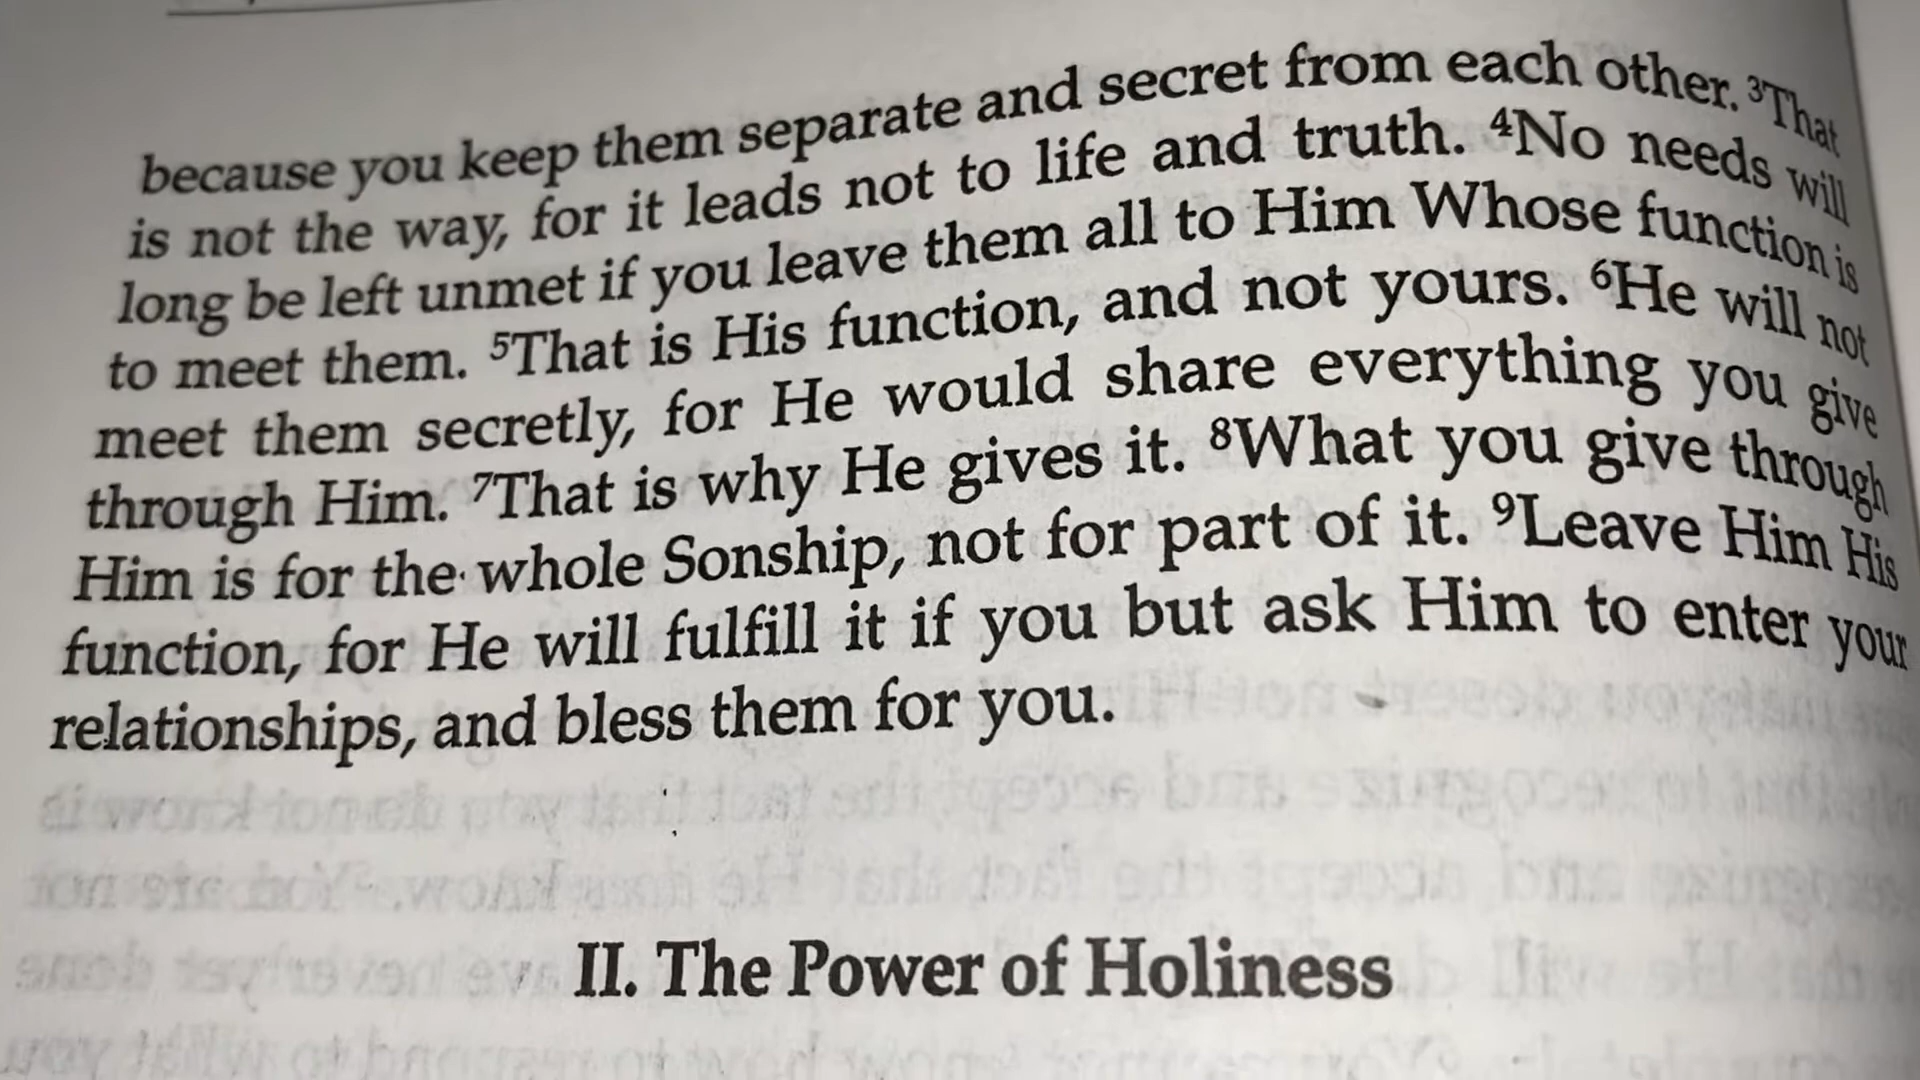 because you keep them separate and secret from each other. ³That
is not the way, for it leads not to life and truth. ⁴No needs will
long be left unmet if you leave them all to Him Whose function is
to meet them. ⁵That is His function, and not yours. ⁶He will not
meet them secretly, for He would share everything you give
through Him. ⁷That is why He gives it. ⁸What you give through
Him is for the whole Sonship, not for part of it. ⁹Leave Him His
function, for He will fulfill it if you but ask Him to enter your
relationships, and bless them for you.
II. The Power of Holiness